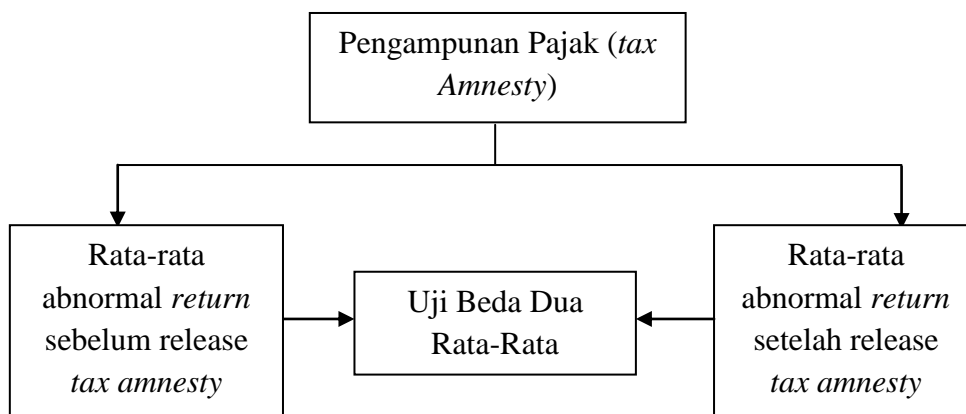 Pengampunan Pajak (tax
Amnesty)
Rata-rata
abnormal return
sebelum release
tax amnesty
Uji Beda Dua
Rata-Rata
Rata-rata
abnormal return
setelah release
tax amnesty